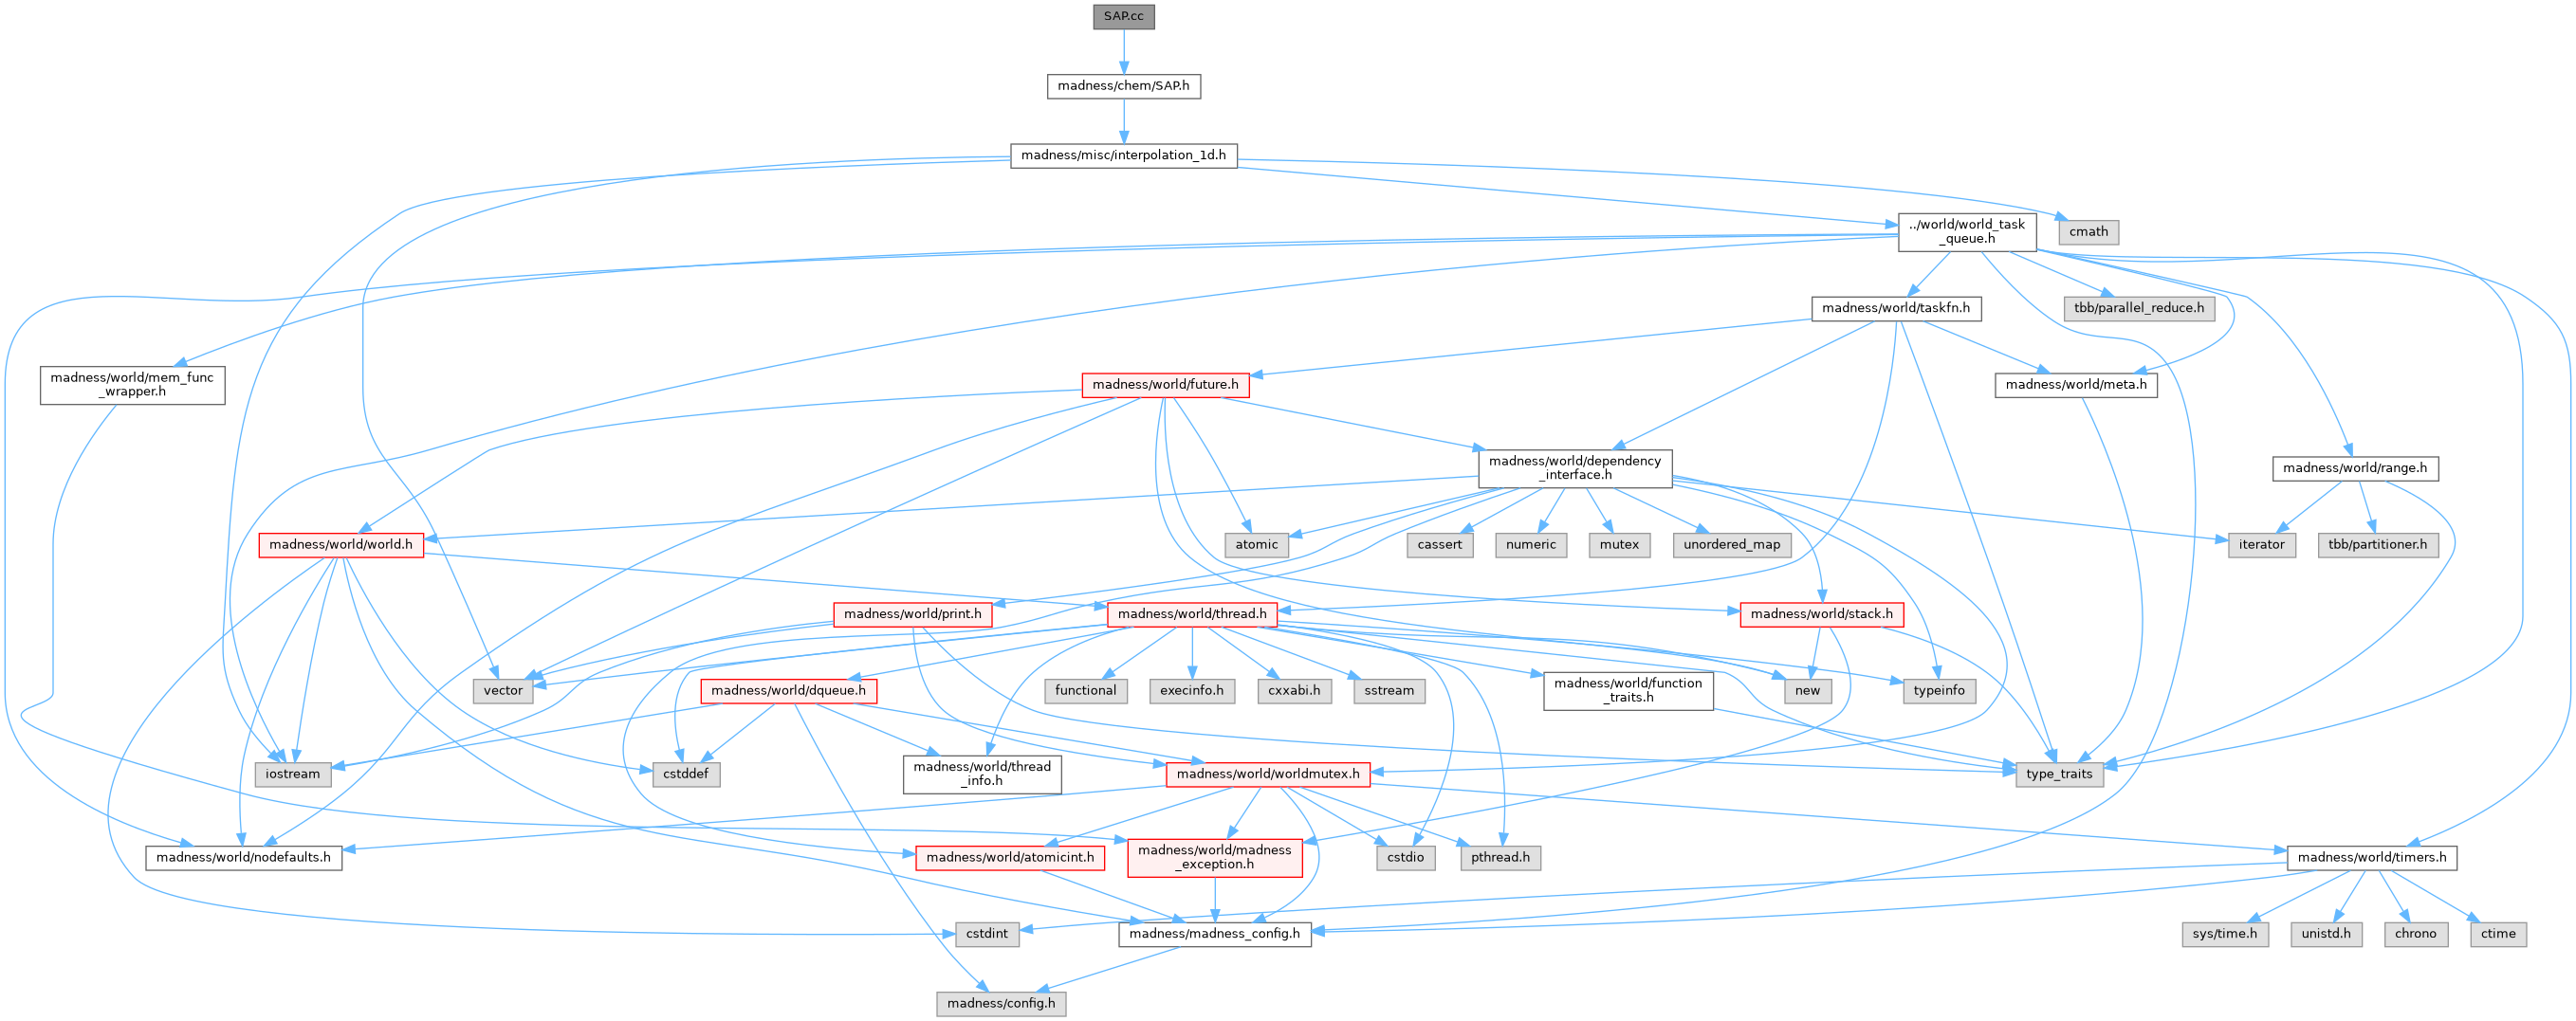 SAP.cc
madness/chem/SAP.h
madness/misc/interpolation_1d.h
../world/world_task
_queue.h
cmath
madness/world/taskfn.h
tbb/parallel_reduce.h
madness/world/mem_func
_wrapper.h
madness/world/future.h
madness/world/meta.h
madness/world/dependency
_interface.h
madness/world/range.h
madness/world/world.h
atomic
cassert
numeric
mutex
unordered_map
iterator
tbb/partitioner.h
madness/world/print.h
madness/world/thread.h
madness/world/stack.h
vector
madness/world/dqueue.h
functional
execinfo.h
cxxabi.h
sstream
madness/world/function
_traits.h
new
typeinfo
iostream
cstddef
madness/world/thread
_info.h
madness/world/worldmutex.h
type_traits
madness/world/nodefaults.h
madness/world/atomicint.h
madness/world/madness
_exception.h
cstdio
pthread.h
madness/world/timers.h
cstdint
madness/madness_config.h
sys/time.h
unistd.h
chrono
ctime
madness/config.h